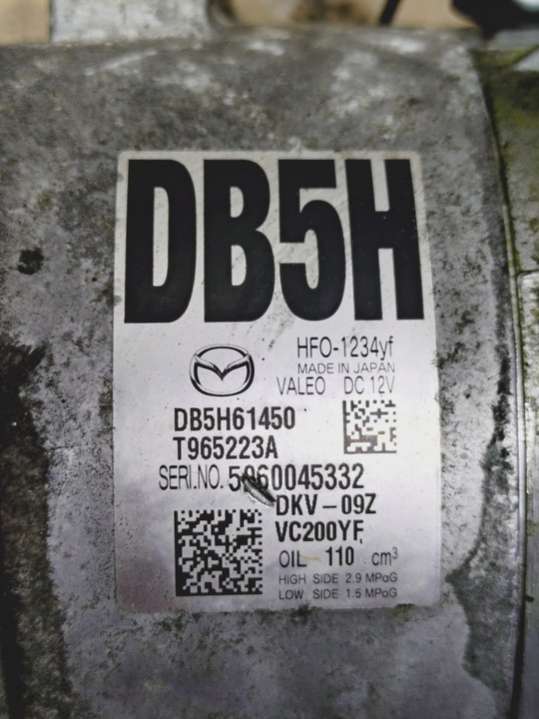 DB5H
HFO-1234yf
MADE IN JAPAN
VALEO DC 12V
DB5H61450
T965223A
SERI.NO. 5060045332
DKV-09Z
VC200YF
OIL 110 cm³
HIGH SIDE 2.9 MPaG
LOW SIDE 1.5 MPaG